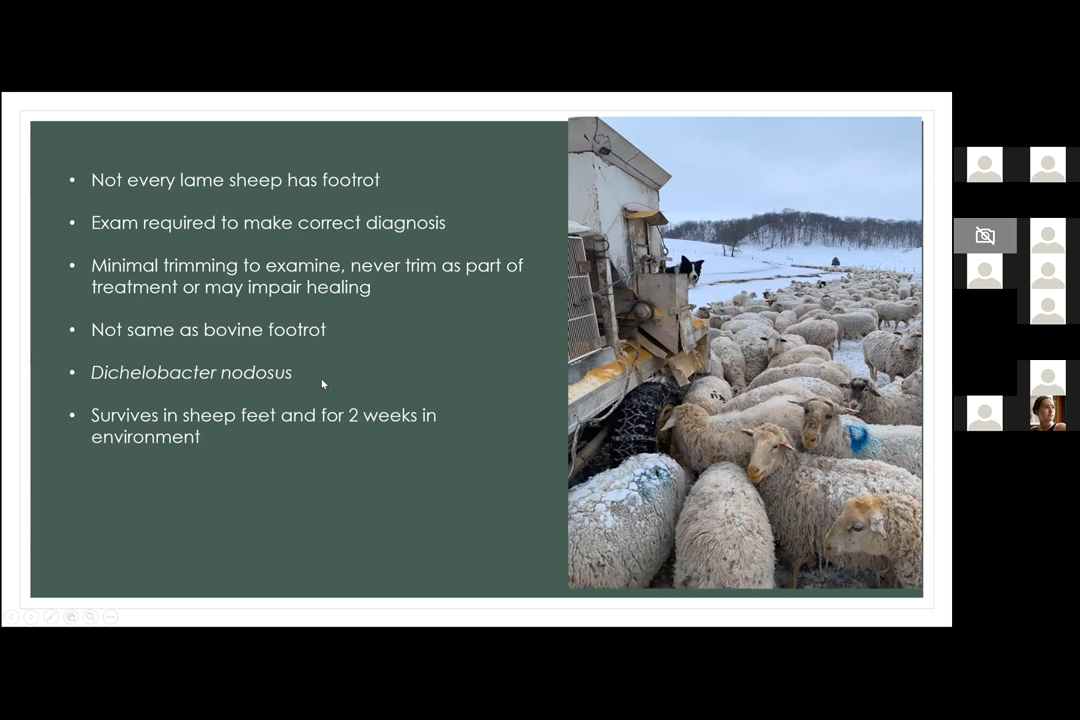 • Not every lame sheep has footrot
• Exam required to make correct diagnosis
• Minimal trimming to examine, never trim as part of
treatment or may impair healing
• Not same as bovine footrot
• Dichelobacter nodosus
• Survives in sheep feet and for 2 weeks in
environment